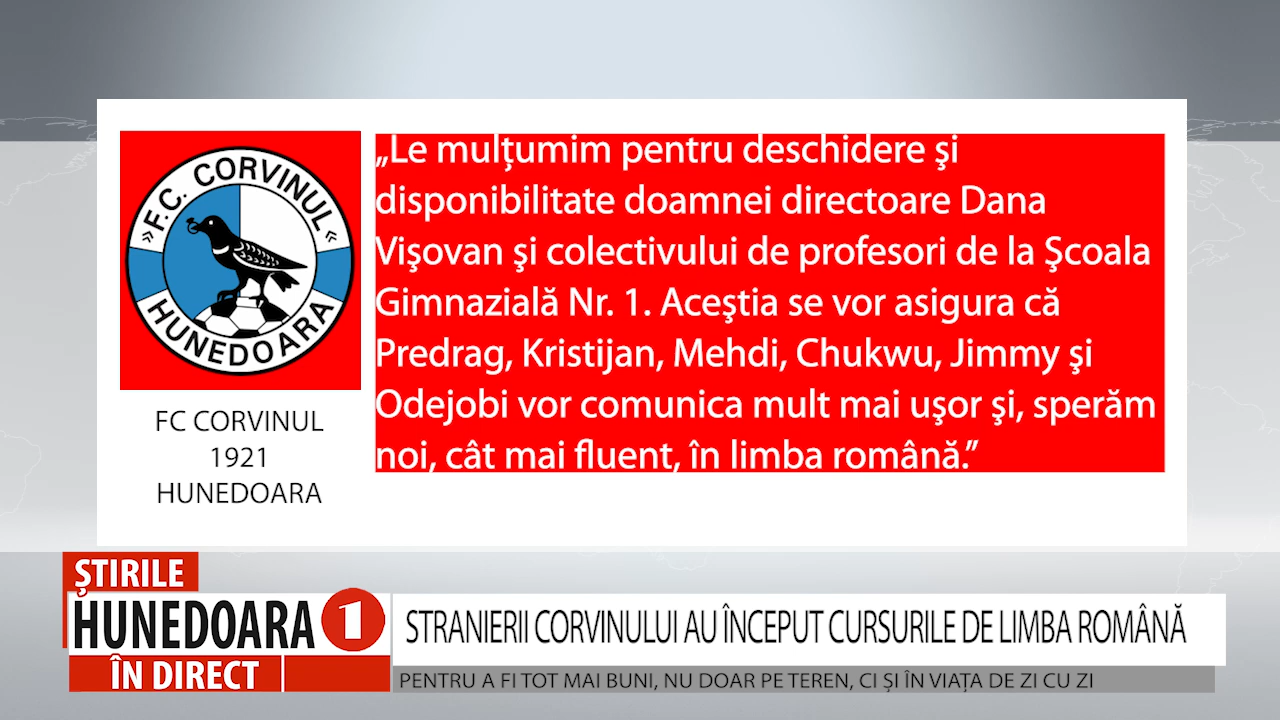 „Le mulțumim pentru deschidere şi
disponibilitate doamnei directoare Dana
Vişovan şi colectivului de profesori de la Şcoala
Gimnazială Nr. 1. Aceştia se vor asigura că
Predrag, Kristijan, Mehdi, Chukwu, Jimmy şi
Odejobi vor comunica mult mai uşor şi, sperăm
noi, cât mai fluent, în limba română.”
»F.C. CORVINUL«
HUNEDOARA
FC CORVINUL
1921
HUNEDOARA
ȘTIRILE
HUNEDOARA 1
ÎN DIRECT
STRANIERII CORVINULUI AU ÎNCEPUT CURSURILE DE LIMBA ROMÂNĂ
PENTRU A FI TOT MAI BUNI, NU DOAR PE TEREN, CI ȘI ÎN VIAȚA DE ZI CU ZI